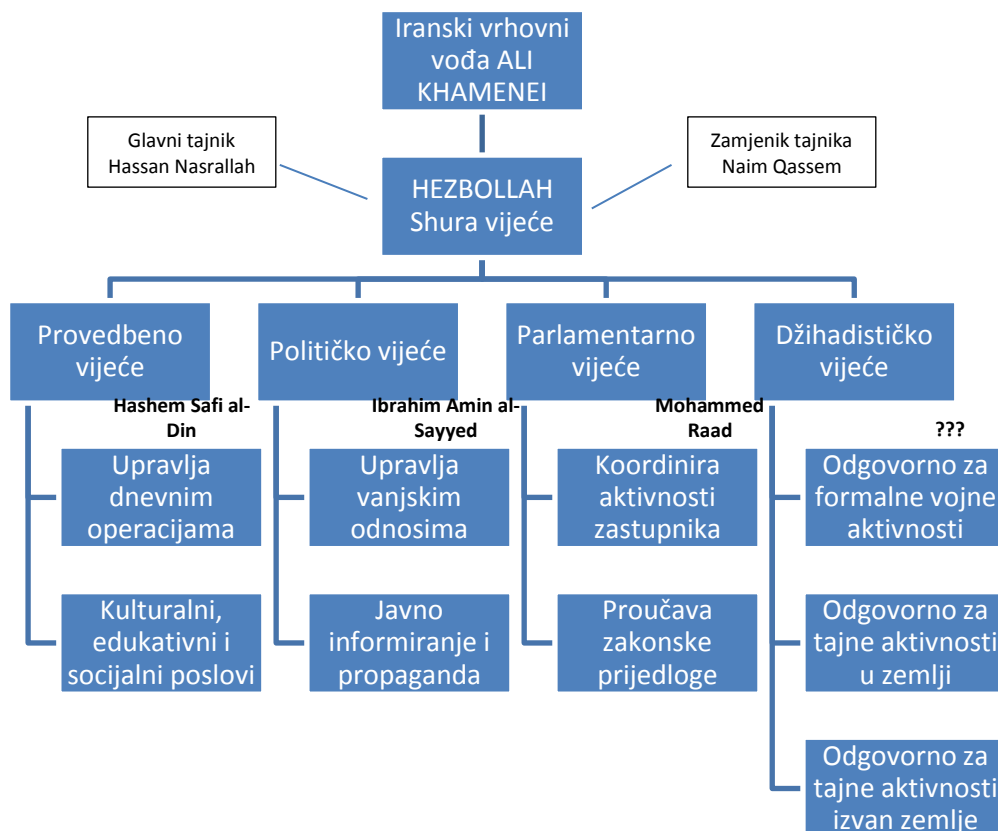 Iranski vrhovni
vođa ALI
KHAMENEI
Glavni tajnik
Hassan Nasrallah
Zamjenik tajnika
Naim Qassem
HEZBOLLAH
Shura vijeće
Provedbeno
vijeće
Političko vijeće
Parlamentarno
vijeće
Džihadističko
vijeće
Hashem Safi al-
Din
Ibrahim Amin al-
Sayyed
Mohammed
Raad
???
Upravlja
dnevnim
operacijama
Upravlja
vanjskim
odnosima
Koordinira
aktivnosti
zastupnika
Odgovorno za
formalne vojne
aktivnosti
Kulturalni,
edukativni i
socijalni poslovi
Javno
informiranje i
propaganda
Proučava
zakonske
prijedloge
Odgovorno za
tajne aktivnosti
u zemlji
Odgovorno za
tajne aktivnosti
izvan zemlje